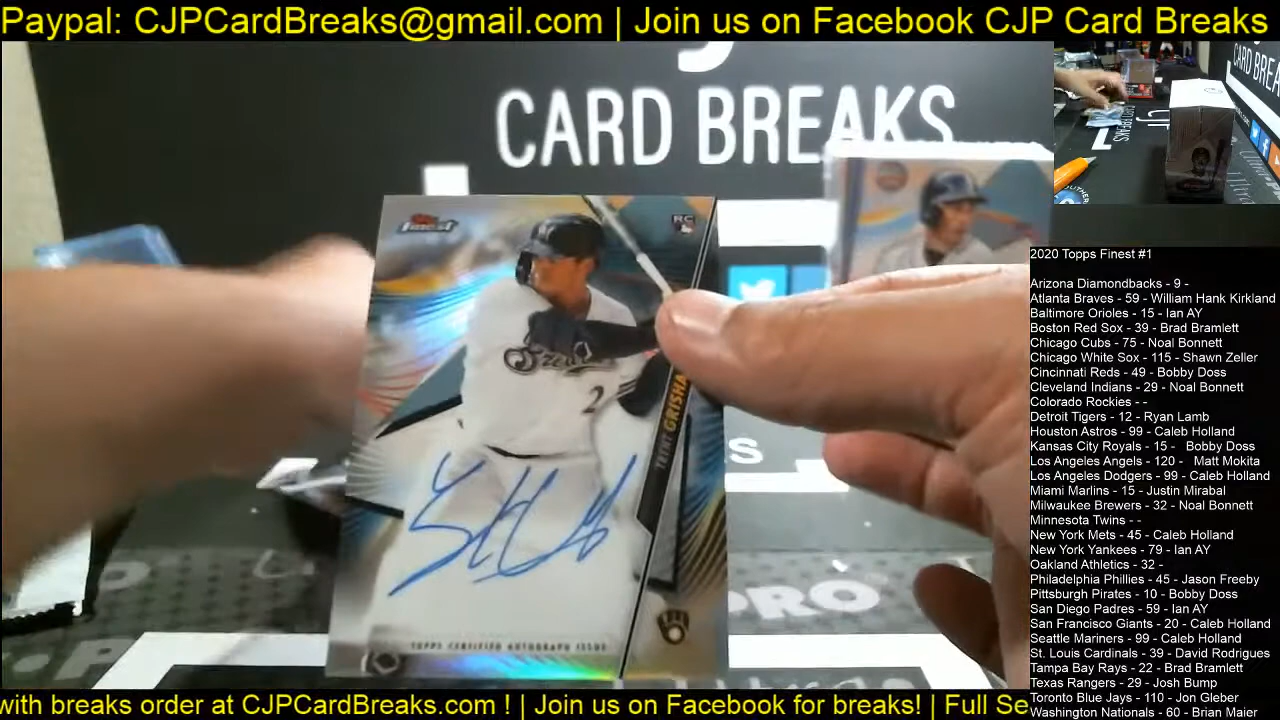 Paypal: CJPCardBreaks@gmail.com | Join us on Facebook CJP Card Breaks
CARD BREAKS
Finest
RC
Brewers
2
TRENT GRISHA
TOPPS CERTIFIED AUTOGRAPH ISSUE
PRO
2020 Topps Finest #1
Arizona Diamondbacks - 9 -
Atlanta Braves - 59 - William Hank Kirkland
Baltimore Orioles - 15 - Ian AY
Boston Red Sox - 39 - Brad Bramlett
Chicago Cubs - 75 - Noal Bonnett
Chicago White Sox - 115 - Shawn Zeller
Cincinnati Reds - 49 - Bobby Doss
Cleveland Indians - 29 - Noal Bonnett
Colorado Rockies - -
Detroit Tigers - 12 - Ryan Lamb
Houston Astros - 99 - Caleb Holland
Kansas City Royals - 15 - Bobby Doss
Los Angeles Angels - 120 - Matt Mokita
Los Angeles Dodgers - 99 - Caleb Holland
Miami Marlins - 15 - Justin Mirabal
Milwaukee Brewers - 32 - Noal Bonnett
Minnesota Twins - -
New York Mets - 45 - Caleb Holland
New York Yankees - 79 - Ian AY
Oakland Athletics - 32 -
Philadelphia Phillies - 45 - Jason Freeby
Pittsburgh Pirates - 10 - Bobby Doss
San Diego Padres - 59 - Ian AY
San Francisco Giants - 20 - Caleb Holland
Seattle Mariners - 99 - Caleb Holland
St. Louis Cardinals - 39 - David Rodrigues
Tampa Bay Rays - 22 - Brad Bramlett
Texas Rangers - 29 - Josh Bump
Toronto Blue Jays - 110 - Jon Gleber
Washington Nationals - 60 - Brian Maier
with breaks order at CJPCardBreaks.com ! | Join us on Facebook for breaks! | Full Se